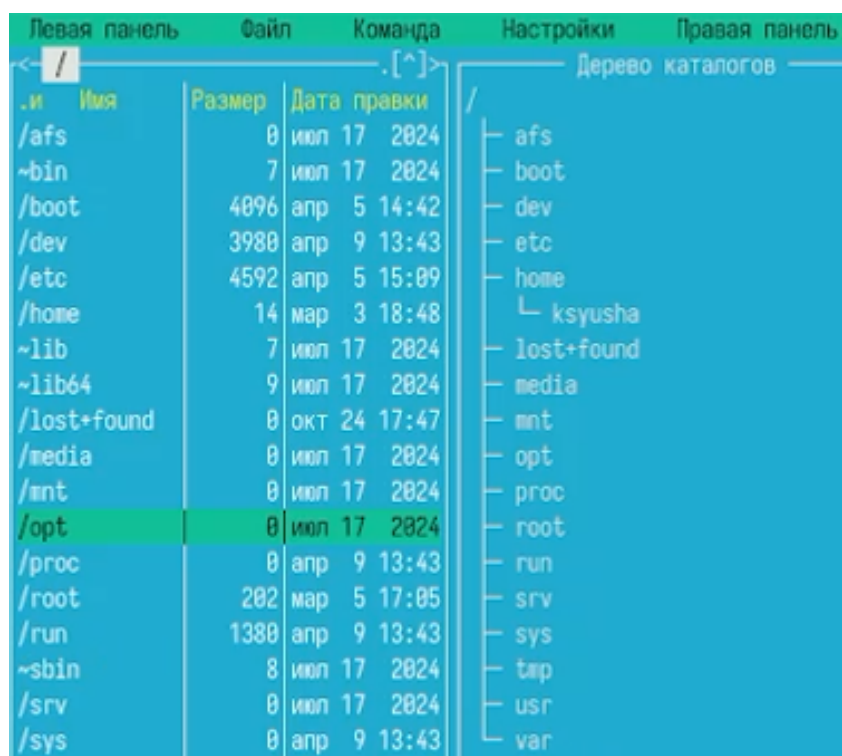 Левая панель Файл Команда Настройки Правая панель
<- / .[^]>
.и Имя Размер Дата правки
/afs 0 июл 17 2024
~bin 7 июл 17 2024
/boot 4096 апр 5 14:42
/dev 3980 апр 9 13:43
/etc 4592 апр 5 15:09
/home 14 мар 3 18:48
~lib 7 июл 17 2024
~lib64 9 июл 17 2024
/lost+found 0 окт 24 17:47
/media 0 июл 17 2024
/mnt 0 июл 17 2024
/opt 0 июл 17 2024
/proc 0 апр 9 13:43
/root 202 мар 5 17:05
/run 1380 апр 9 13:43
~sbin 8 июл 17 2024
/srv 0 июл 17 2024
/sys 0 апр 9 13:43
Дерево каталогов
/
afs
boot
dev
etc
home
ksyusha
lost+found
media
mnt
opt
proc
root
run
srv
sys
tmp
usr
var